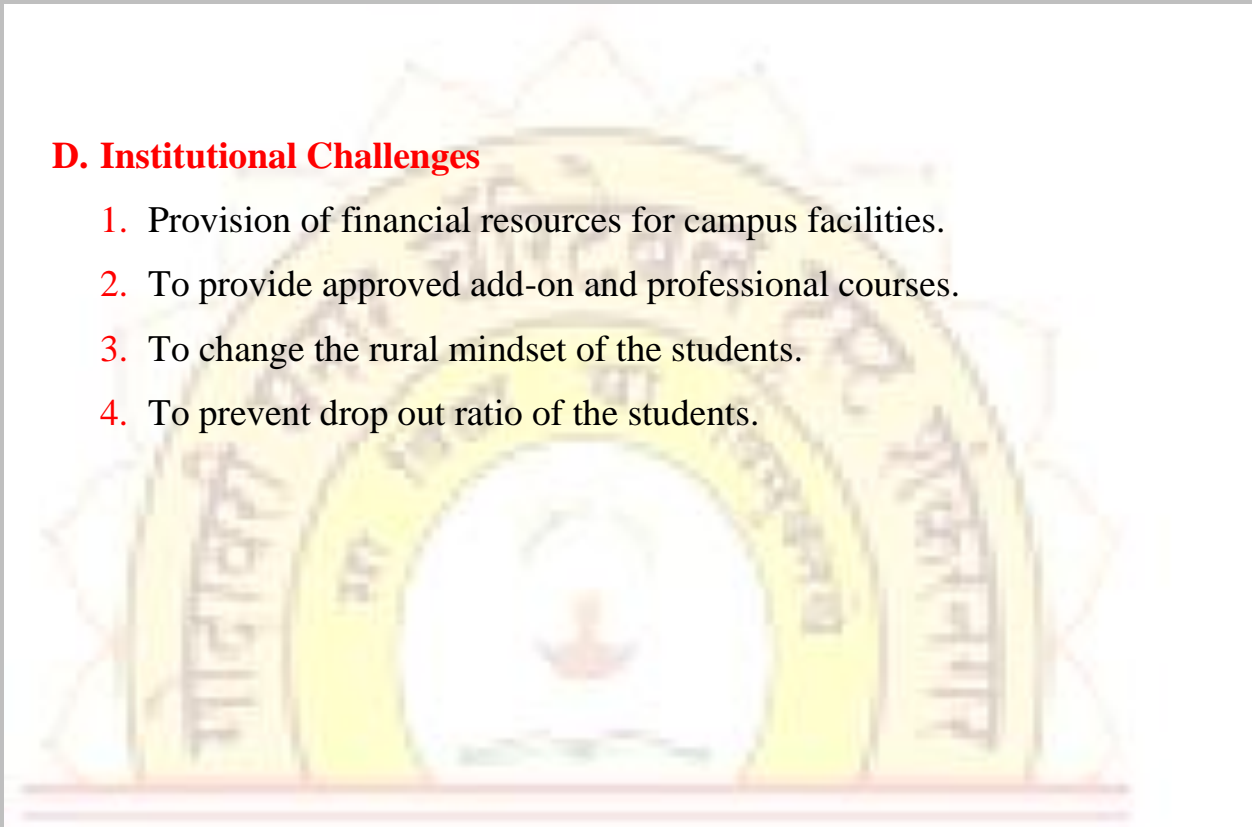 D. Institutional Challenges
1. Provision of financial resources for campus facilities.
2. To provide approved add-on and professional courses.
3. To change the rural mindset of the students.
4. To prevent drop out ratio of the students.